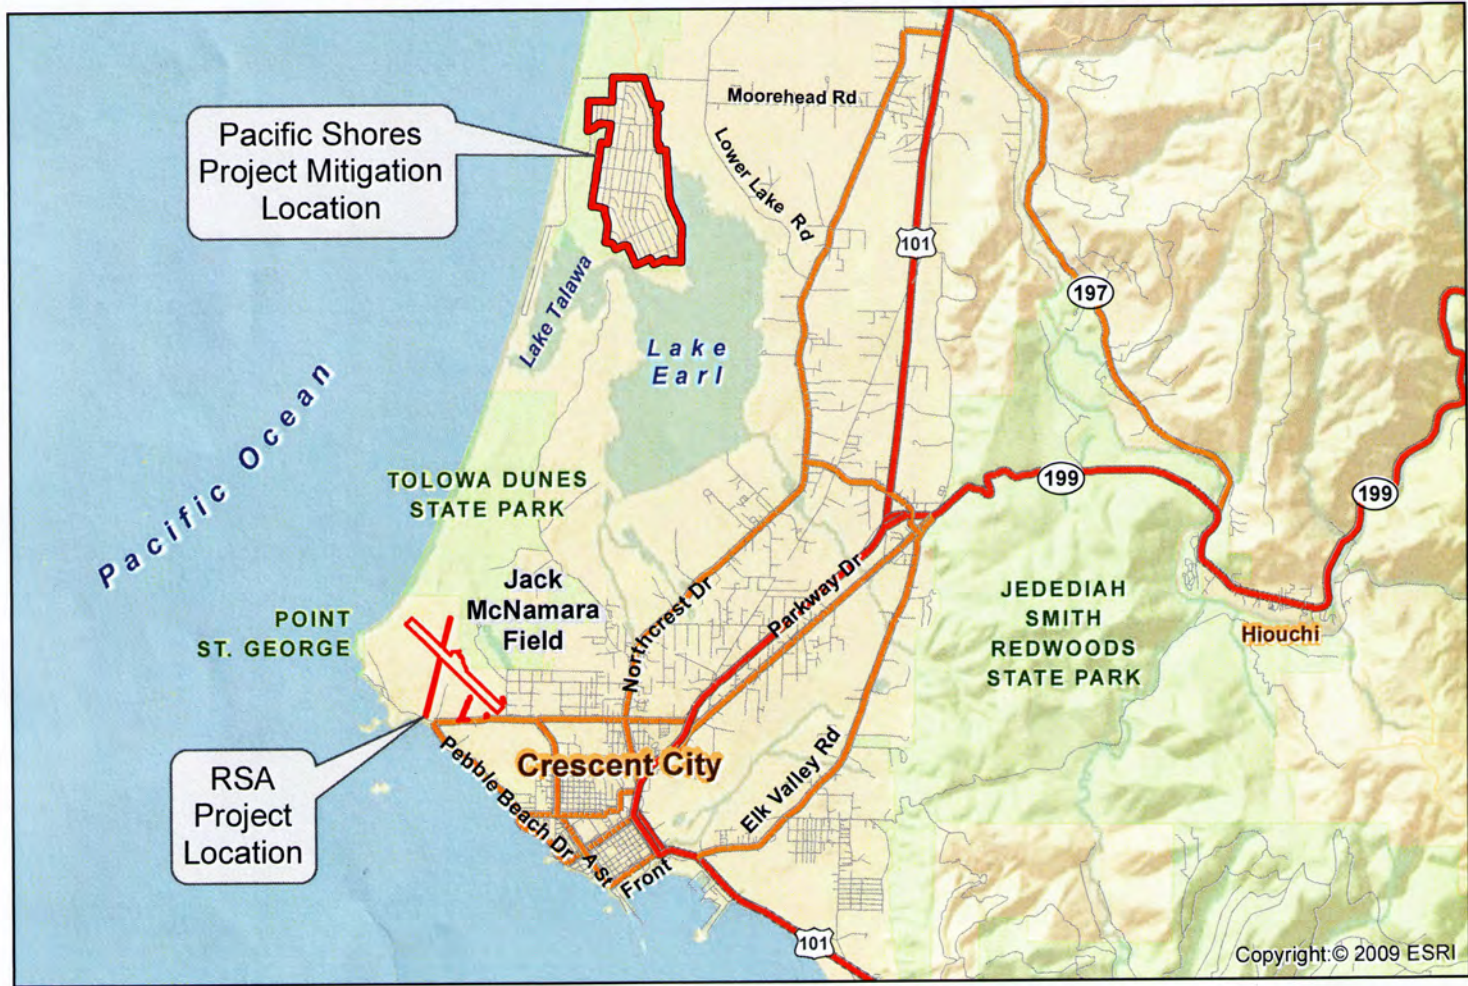 Moorehead Rd
Pacific Shores
Project Mitigation
Location
Lower Lake Rd
101
197
Lake Talawa
Lake
Earl
Pacific Ocean
TOLOWA DUNES
STATE PARK
199
199
Jack
McNamara
Field
POINT
ST. GEORGE
Northcrest Dr
Parkway Dr
JEDEDIAH
SMITH
REDWOODS
STATE PARK
Hiouchi
RSA
Project
Location
Pebble Beach Dr
Crescent City
Elk Valley Rd
A St
Front
101
Copyright:© 2009 ESRI